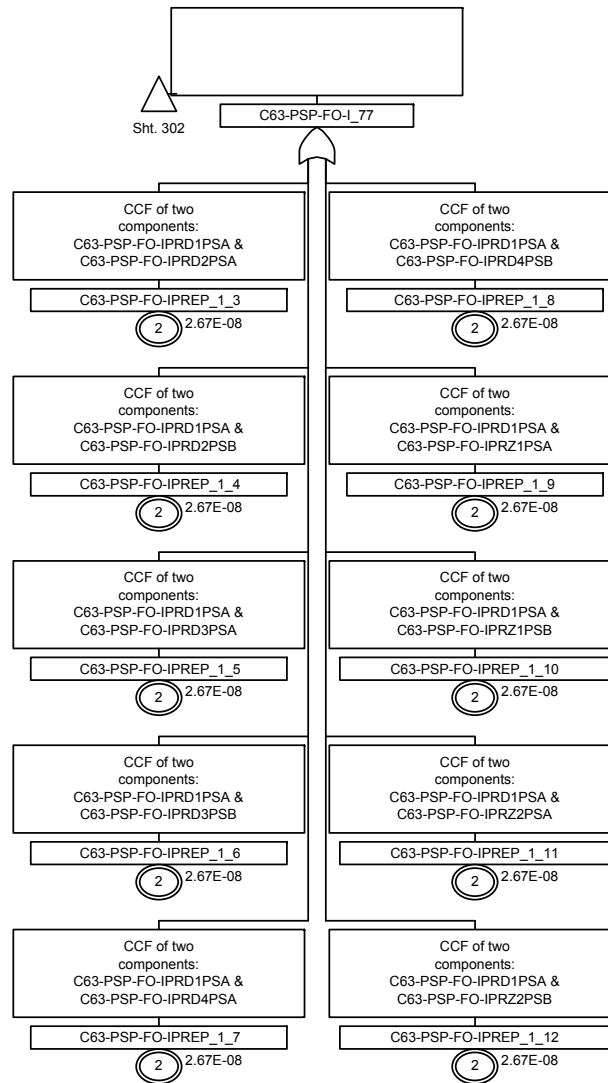 Sht. 302
C63-PSP-FO-I_77
CCF of two
components:
C63-PSP-FO-IPRD1PSA &
C63-PSP-FO-IPRD2PSA
C63-PSP-FO-IPREP_1_3
2
2.67E-08
CCF of two
components:
C63-PSP-FO-IPRD1PSA &
C63-PSP-FO-IPRD4PSB
C63-PSP-FO-IPREP_1_8
2
2.67E-08
CCF of two
components:
C63-PSP-FO-IPRD1PSA &
C63-PSP-FO-IPRD2PSB
C63-PSP-FO-IPREP_1_4
2
2.67E-08
CCF of two
components:
C63-PSP-FO-IPRD1PSA &
C63-PSP-FO-IPRZ1PSA
C63-PSP-FO-IPREP_1_9
2
2.67E-08
CCF of two
components:
C63-PSP-FO-IPRD1PSA &
C63-PSP-FO-IPRD3PSA
C63-PSP-FO-IPREP_1_5
2
2.67E-08
CCF of two
components:
C63-PSP-FO-IPRD1PSA &
C63-PSP-FO-IPRZ1PSB
C63-PSP-FO-IPREP_1_10
2
2.67E-08
CCF of two
components:
C63-PSP-FO-IPRD1PSA &
C63-PSP-FO-IPRD3PSB
C63-PSP-FO-IPREP_1_6
2
2.67E-08
CCF of two
components:
C63-PSP-FO-IPRD1PSA &
C63-PSP-FO-IPRZ2PSA
C63-PSP-FO-IPREP_1_11
2
2.67E-08
CCF of two
components:
C63-PSP-FO-IPRD1PSA &
C63-PSP-FO-IPRD4PSA
C63-PSP-FO-IPREP_1_7
2
2.67E-08
CCF of two
components:
C63-PSP-FO-IPRD1PSA &
C63-PSP-FO-IPRZ2PSB
C63-PSP-FO-IPREP_1_12
2
2.67E-08